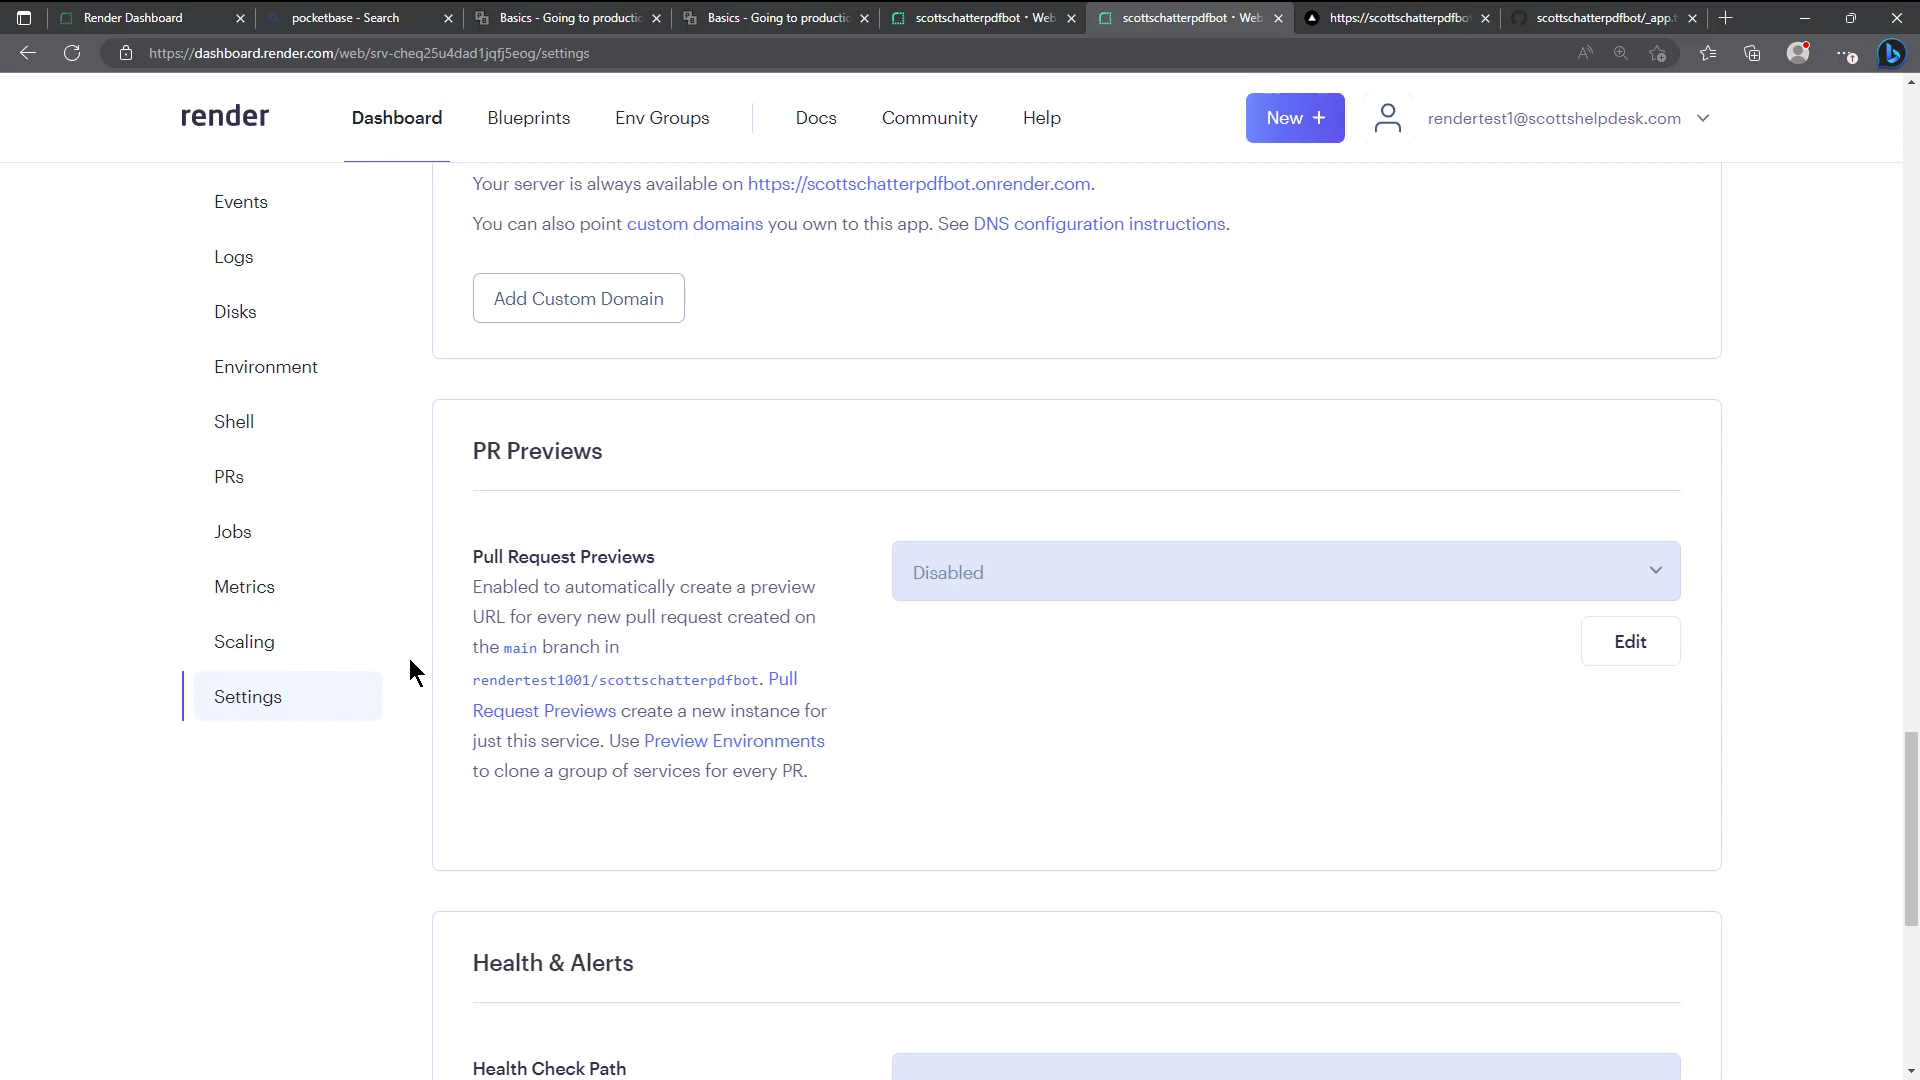 Render Dashboard
pocketbase - Search
Basics - Going to productic
Basics - Going to productio
scottschatterpdfbot · Web
scottschatterpdfbot · Web
https://scottschatterpdfbot
scottschatterpdfbot/_app.t
https://dashboard.render.com/web/srv-cheq25u4dad1jqfj5eog/settings
render
Dashboard
Blueprints
Env Groups
Docs
Community
Help
New +
rendertest1@scottshelpdesk.com
Events
Logs
Disks
Environment
Shell
PRs
Jobs
Metrics
Scaling
Settings
Your server is always available on https://scottschatterpdfbot.onrender.com.
You can also point custom domains you own to this app. See DNS configuration instructions.
Add Custom Domain
PR Previews
Pull Request Previews
Enabled to automatically create a preview
URL for every new pull request created on
the main branch in
rendertest1001/scottschatterpdfbot. Pull
Request Previews create a new instance for
just this service. Use Preview Environments
to clone a group of services for every PR.
Disabled
Edit
Health & Alerts
Health Check Path